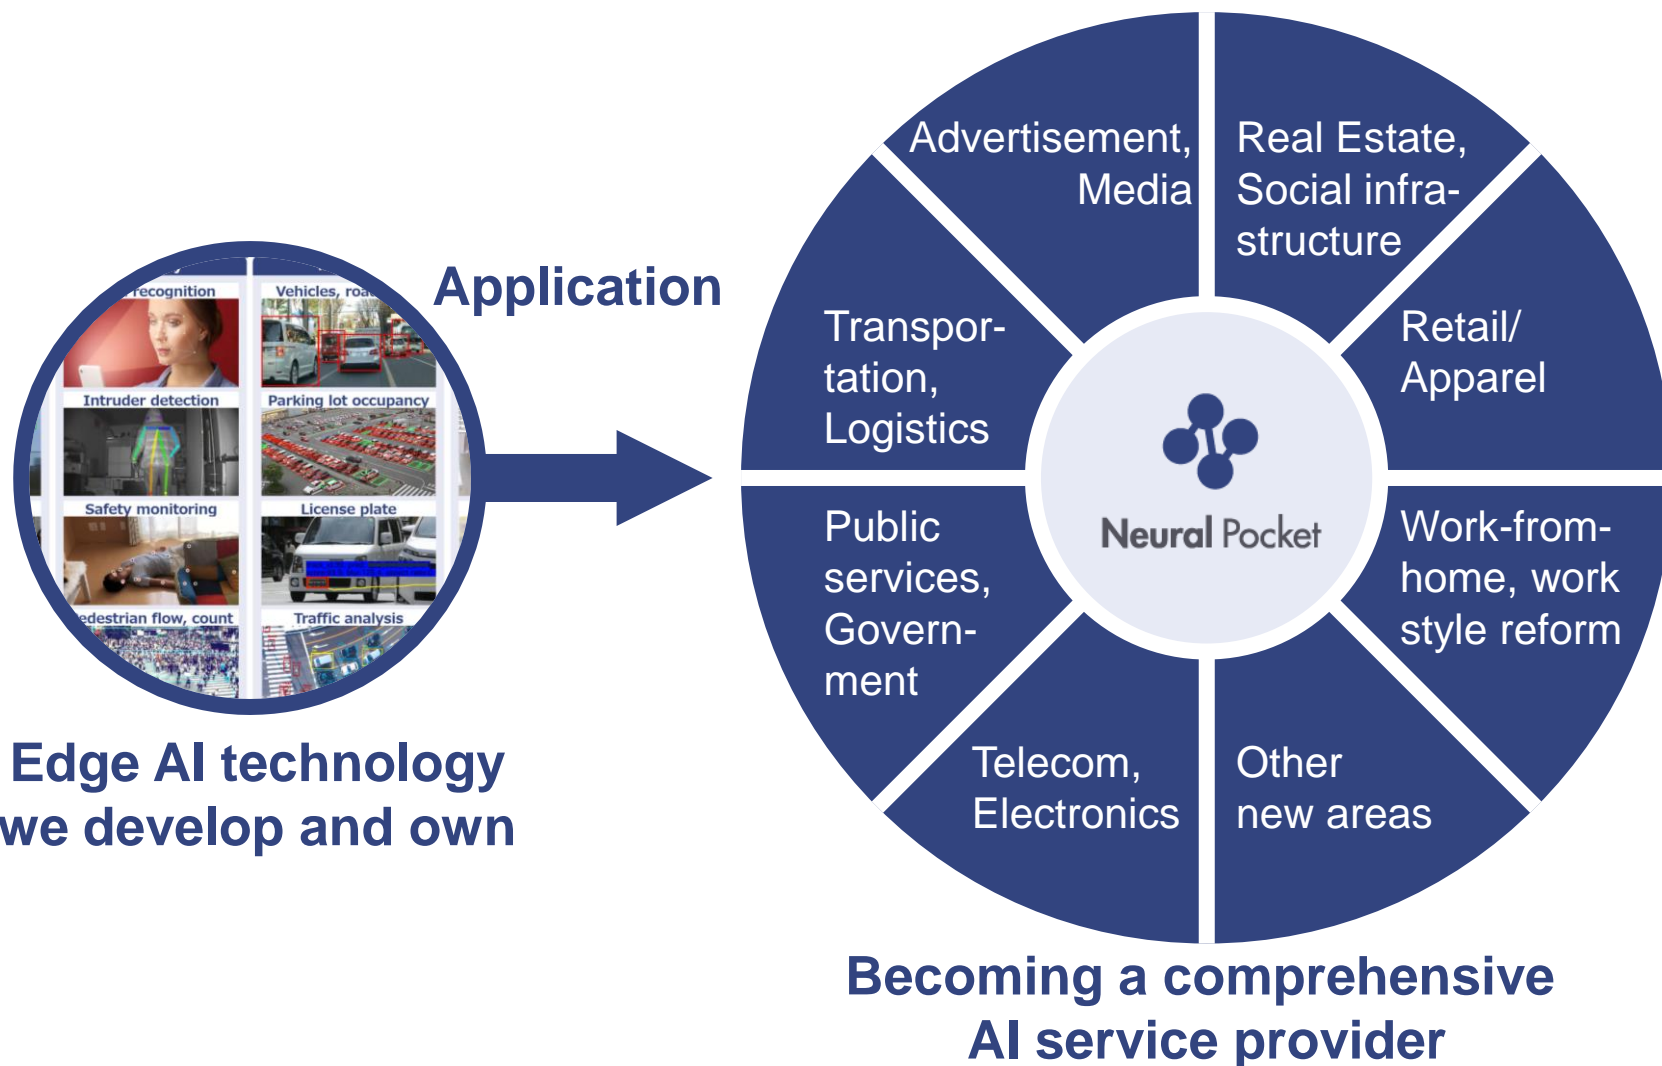 recognition
Vehicles,
Intruder detection
Parking lot occupancy
Safety monitoring
License plate
flow, count
Traffic analysis
Edge AI technology
we develop and own
Application
Advertisement,
Media
Real Estate,
Social infra-
structure
Retail/
Apparel
Work-from-
home, work
style reform
Other
new areas
Telecom,
Electronics
Public
services,
Govern-
ment
Transpor-
tation,
Logistics
Neural Pocket
Becoming a comprehensive
AI service provider